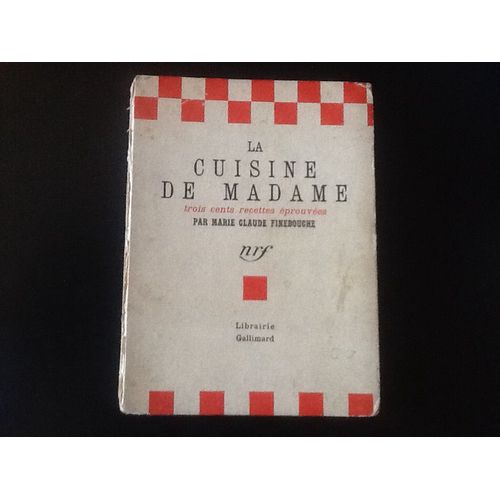 LA
CUISINE
DE MADAME
trois cents recettes éprouvées
PAR MARIE CLAUDE FINEBOUCHE
nrf
Librairie
Gallimard